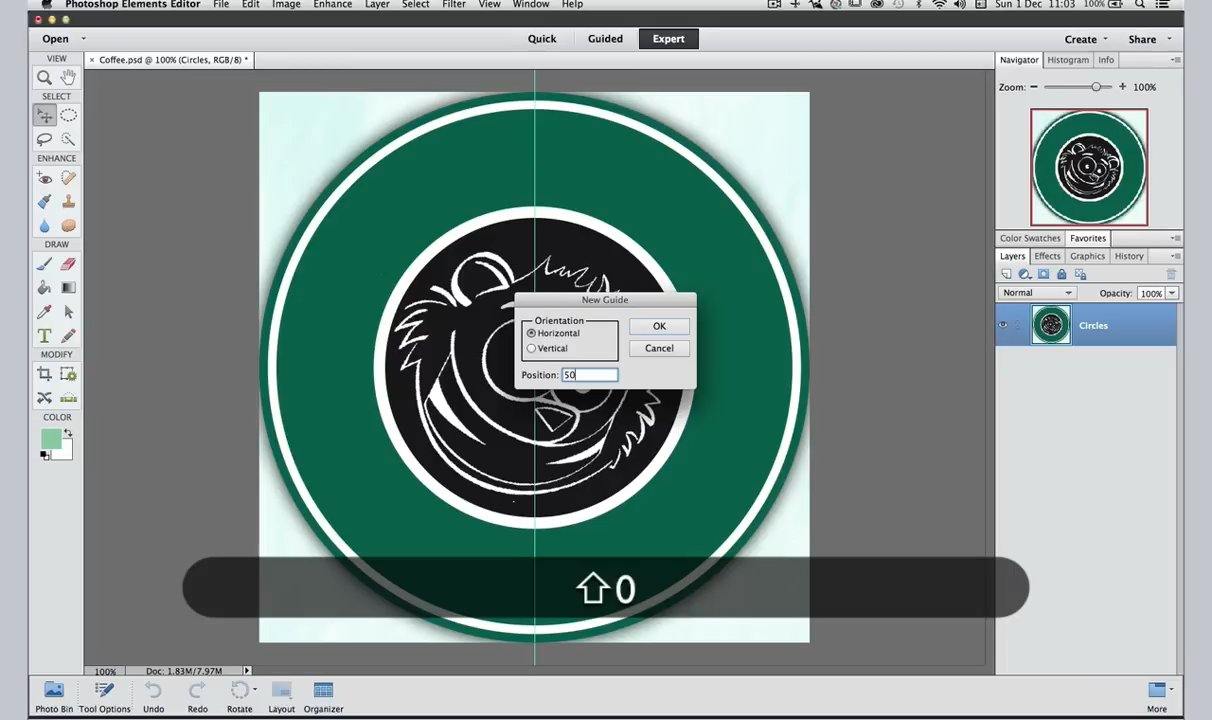 Photoshop Elements Editor File Edit Image Enhance Layer Select Filter View Window Help Sun 1 Dec 11:03 100%
Open Quick Guided Expert Create Share
VIEW
Coffee.psd @ 100% (Circles, RGB/8) *
Navigator Histogram Info
Zoom: 100%
SELECT
ENHANCE
DRAW
MODIFY
COLOR
New Guide
Orientation
Horizontal
Vertical
Position: 50
OK
Cancel
⇧0
Color Swatches Favorites
Layers Effects Graphics History
Normal Opacity: 100%
Circles
100% Doc: 1.83M/7.97M
Photo Bin Tool Options Undo Redo Rotate Layout Organizer More